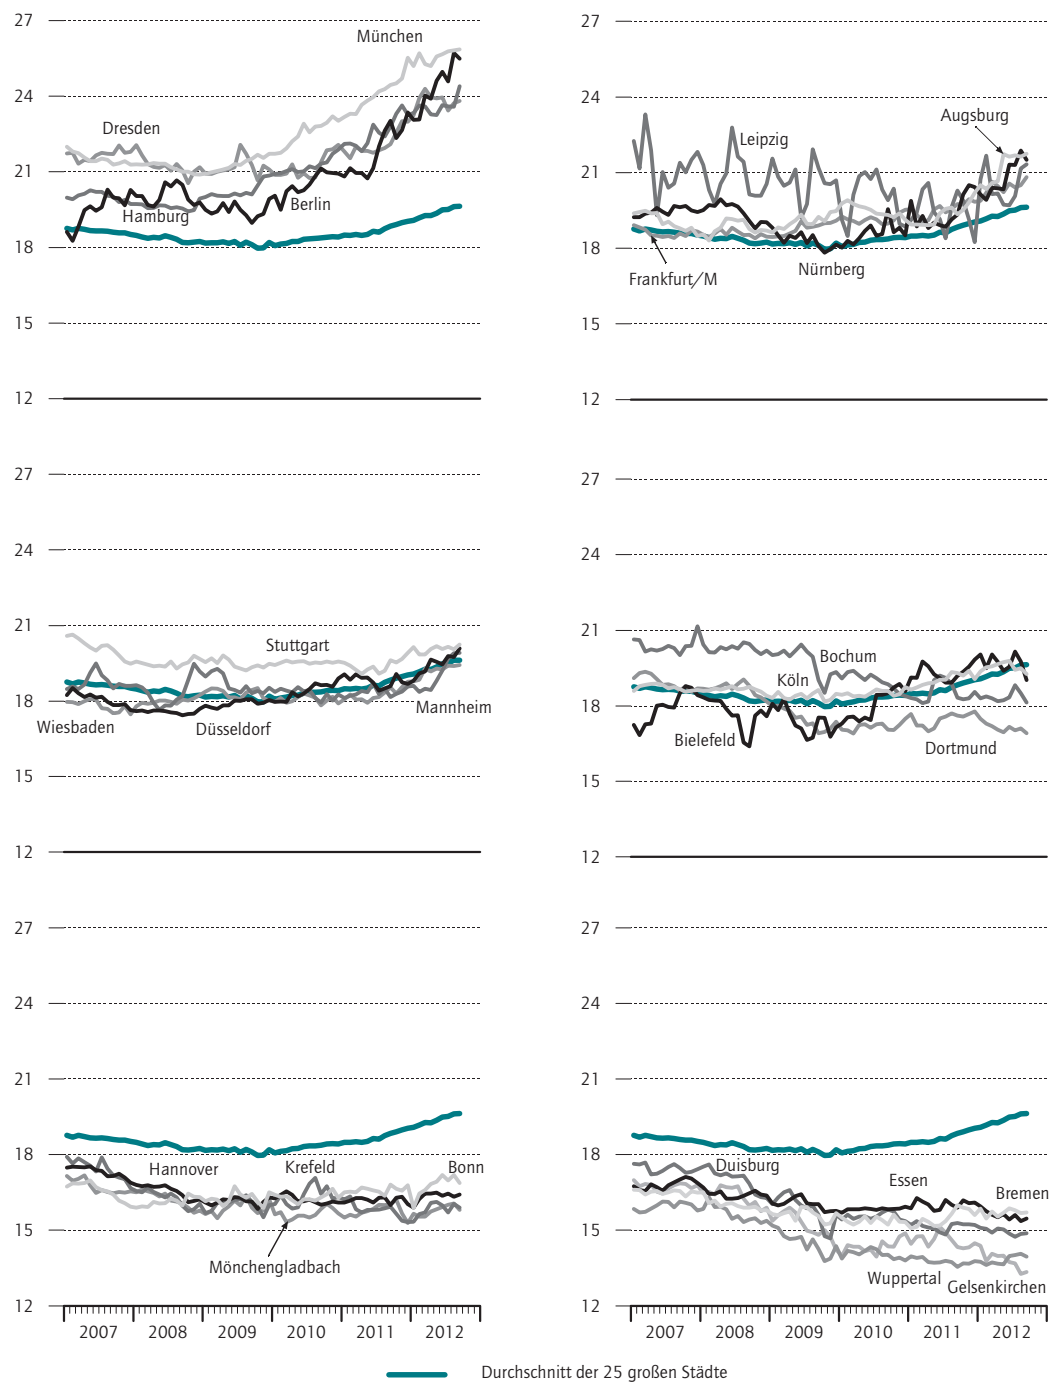 27
24
21
18
15
12
München
Dresden
Hamburg
Berlin
27
24
21
18
15
12
Augsburg
Leipzig
Frankfurt/M
Nürnberg
27
24
21
18
15
12
Stuttgart
Wiesbaden
Düsseldorf
Mannheim
27
24
21
18
15
12
Bochum
Köln
Bielefeld
Dortmund
27
24
21
18
15
12
Hannover
Krefeld
Bonn
Mönchengladbach
2007 2008 2009 2010 2011 2012
27
24
21
18
15
12
Duisburg
Essen
Bremen
Wuppertal
Gelsenkirchen
2007 2008 2009 2010 2011 2012
Durchschnitt der 25 großen Städte